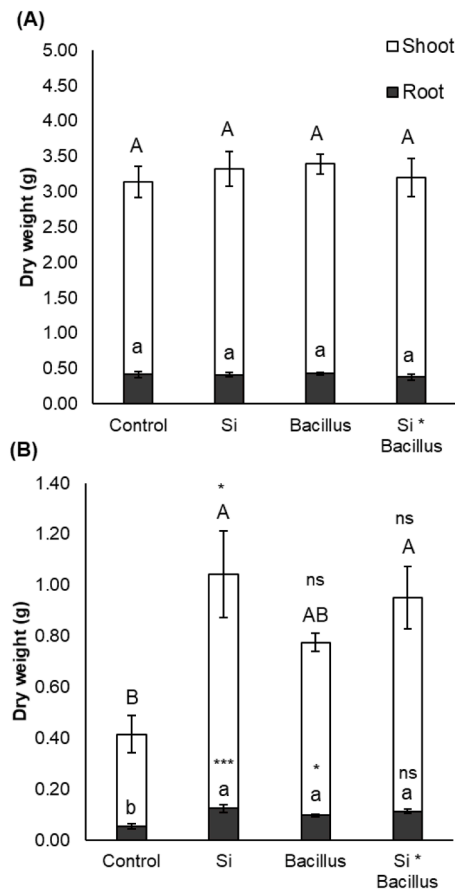 (A)
Shoot
Root
5.00
4.50
4.00
3.50
3.00
2.50
2.00
1.50
1.00
0.50
0.00
Dry weight (g)
A A A A
a a a a
Control Si Bacillus Si *
Bacillus
(B)
1.40
1.20
1.00
0.80
0.60
0.40
0.20
0.00
Dry weight (g)
*
A
ns
AB
ns
A
B
***
a
*
a
ns
a
b
Control Si Bacillus Si *
Bacillus